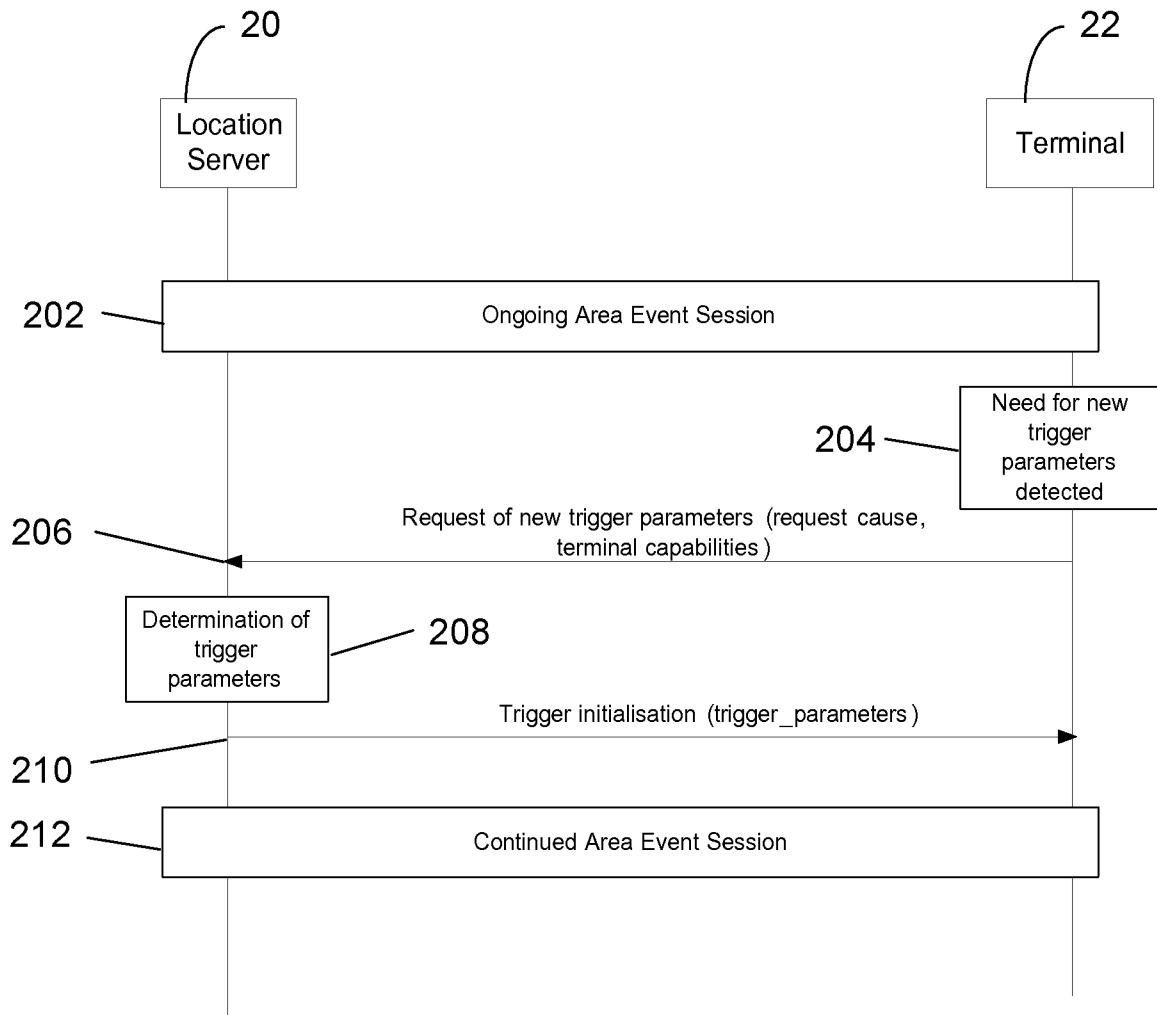 20
22
Location
Server
Terminal
202
Ongoing Area Event Session
204
Need for new
trigger
parameters
detected
206
Request of new trigger parameters (request cause,
terminal capabilities)
Determination of
trigger
parameters
208
Trigger initialisation (trigger_parameters)
210
212
Continued Area Event Session